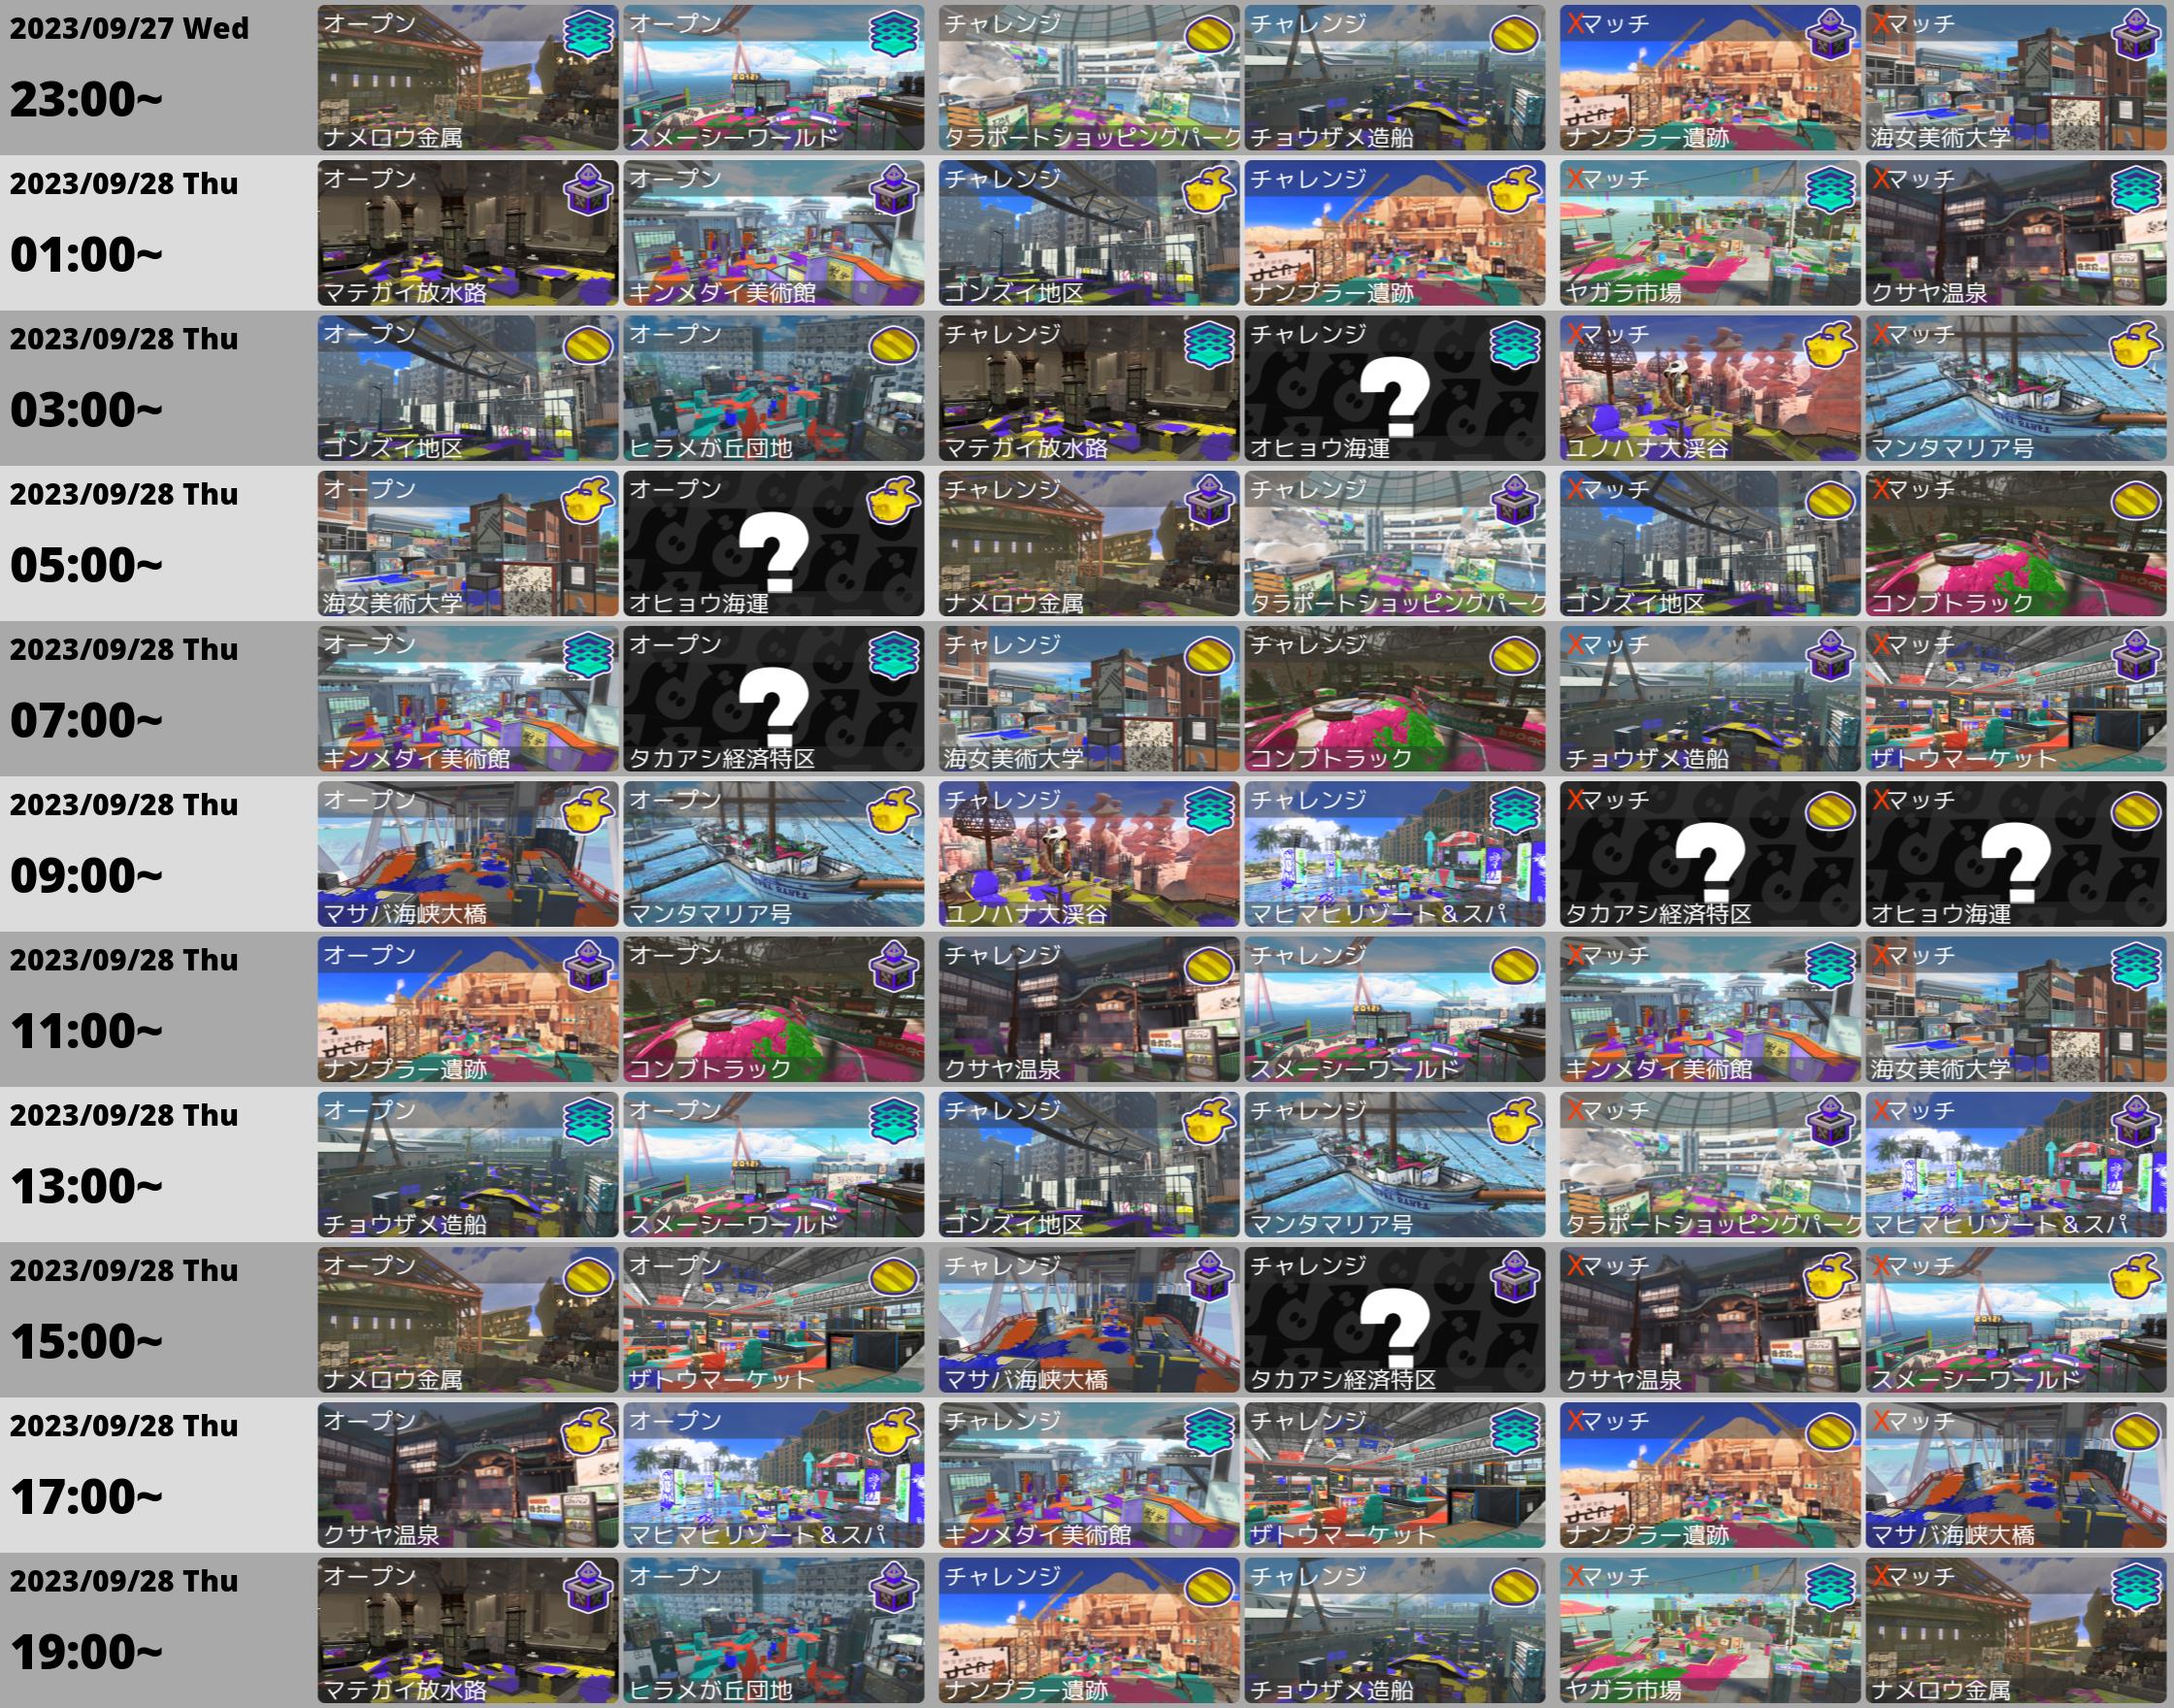 2023/09/27 Wed
23:00~
オープン
ナメロウ金属
オープン
スメーシーワールド
チャレンジ
タラポートショッピングパーク
チャレンジ
チョウザメ造船
Xマッチ
ナンプラー遺跡
Xマッチ
海女美術大学
2023/09/28 Thu
01:00~
オープン
マテガイ放水路
オープン
キンメダイ美術館
チャレンジ
ゴンズイ地区
チャレンジ
ナンプラー遺跡
Xマッチ
ヤガラ市場
Xマッチ
クサヤ温泉
2023/09/28 Thu
03:00~
オープン
ゴンズイ地区
オープン
ヒラメが丘団地
チャレンジ
マテガイ放水路
チャレンジ
?
オヒョウ海運
Xマッチ
ユノハナ大渓谷
Xマッチ
マンタマリア号
2023/09/28 Thu
05:00~
オープン
海女美術大学
オープン
?
オヒョウ海運
チャレンジ
ナメロウ金属
チャレンジ
タラポートショッピングパーク
Xマッチ
ゴンズイ地区
Xマッチ
コンブトラック
2023/09/28 Thu
07:00~
オープン
キンメダイ美術館
オープン
?
タカアシ経済特区
チャレンジ
海女美術大学
チャレンジ
コンブトラック
Xマッチ
チョウザメ造船
Xマッチ
ザトウマーケット
2023/09/28 Thu
09:00~
オープン
マサバ海峡大橋
オープン
マンタマリア号
チャレンジ
ユノハナ大渓谷
チャレンジ
マヒマヒリゾート&スパ
Xマッチ
?
タカアシ経済特区
Xマッチ
?
オヒョウ海運
2023/09/28 Thu
11:00~
オープン
ナンプラー遺跡
オープン
コンブトラック
チャレンジ
クサヤ温泉
チャレンジ
スメーシーワールド
Xマッチ
キンメダイ美術館
Xマッチ
海女美術大学
2023/09/28 Thu
13:00~
オープン
チョウザメ造船
オープン
スメーシーワールド
チャレンジ
ゴンズイ地区
チャレンジ
マンタマリア号
Xマッチ
タラポートショッピングパーク
Xマッチ
マヒマヒリゾート&スパ
2023/09/28 Thu
15:00~
オープン
ナメロウ金属
オープン
ザトウマーケット
チャレンジ
マサバ海峡大橋
チャレンジ
?
タカアシ経済特区
Xマッチ
クサヤ温泉
Xマッチ
スメーシーワールド
2023/09/28 Thu
17:00~
オープン
クサヤ温泉
オープン
マヒマヒリゾート&スパ
チャレンジ
キンメダイ美術館
チャレンジ
ザトウマーケット
Xマッチ
ナンプラー遺跡
Xマッチ
マサバ海峡大橋
2023/09/28 Thu
19:00~
オープン
マテガイ放水路
オープン
ヒラメが丘団地
チャレンジ
ナンプラー遺跡
チャレンジ
チョウザメ造船
Xマッチ
ヤガラ市場
Xマッチ
ナメロウ金属